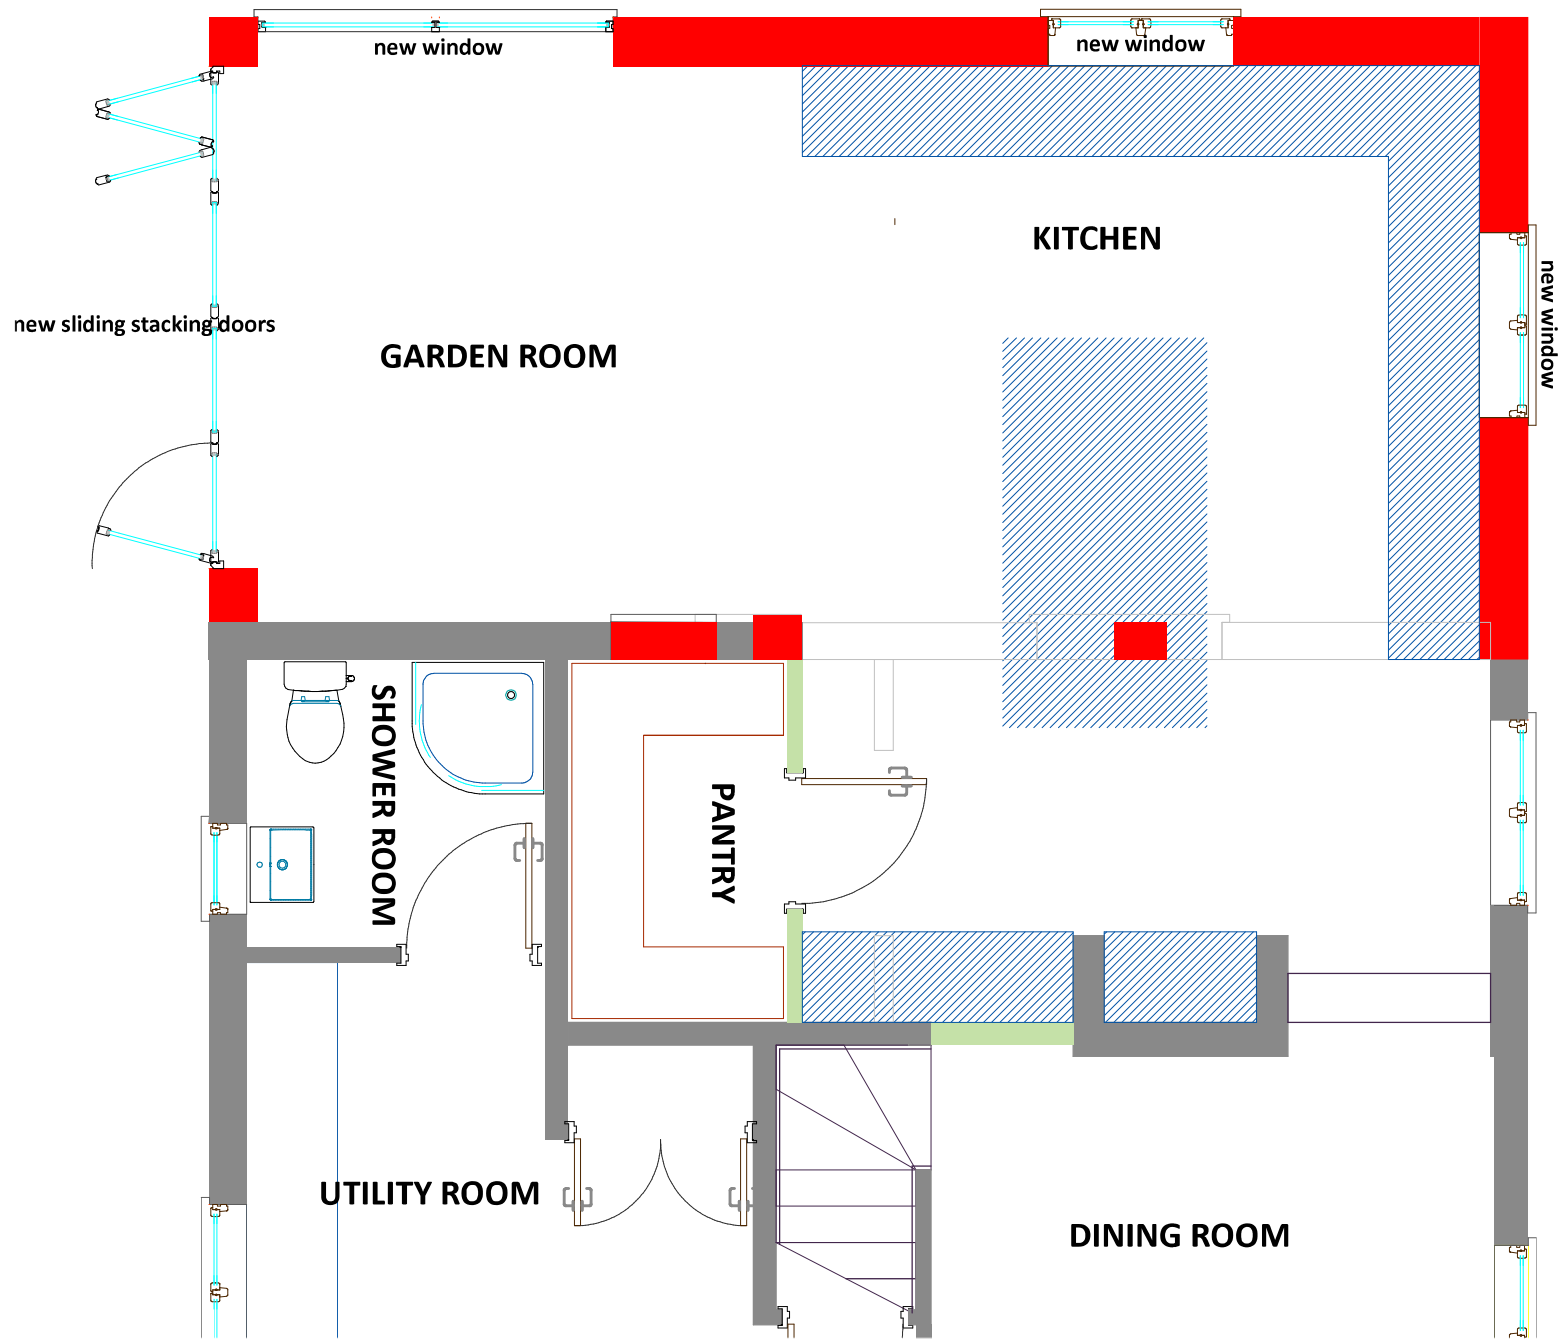 new window
new window
KITCHEN
new window
new sliding stacking doors
GARDEN ROOM
SHOWER ROOM
PANTRY
UTILITY ROOM
DINING ROOM